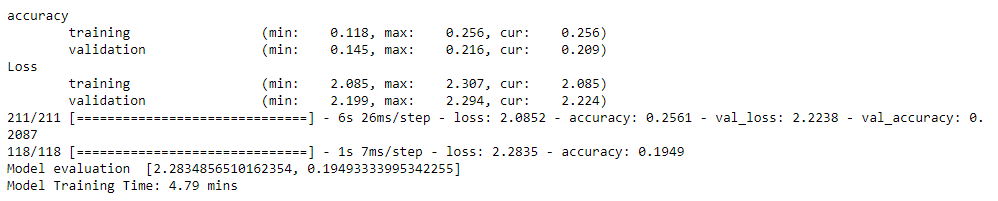 accuracy
training (min: 0.118, max: 0.256, cur: 0.256)
validation (min: 0.145, max: 0.216, cur: 0.209)
Loss
training (min: 2.085, max: 2.307, cur: 2.085)
validation (min: 2.199, max: 2.294, cur: 2.224)
211/211 [==============================] - 6s 26ms/step - loss: 2.0852 - accuracy: 0.2561 - val_loss: 2.2238 - val_accuracy: 0.
2087
118/118 [==============================] - 1s 7ms/step - loss: 2.2835 - accuracy: 0.1949
Model evaluation  [2.2834856510162354, 0.19493333995342255]
Model Training Time: 4.79 mins